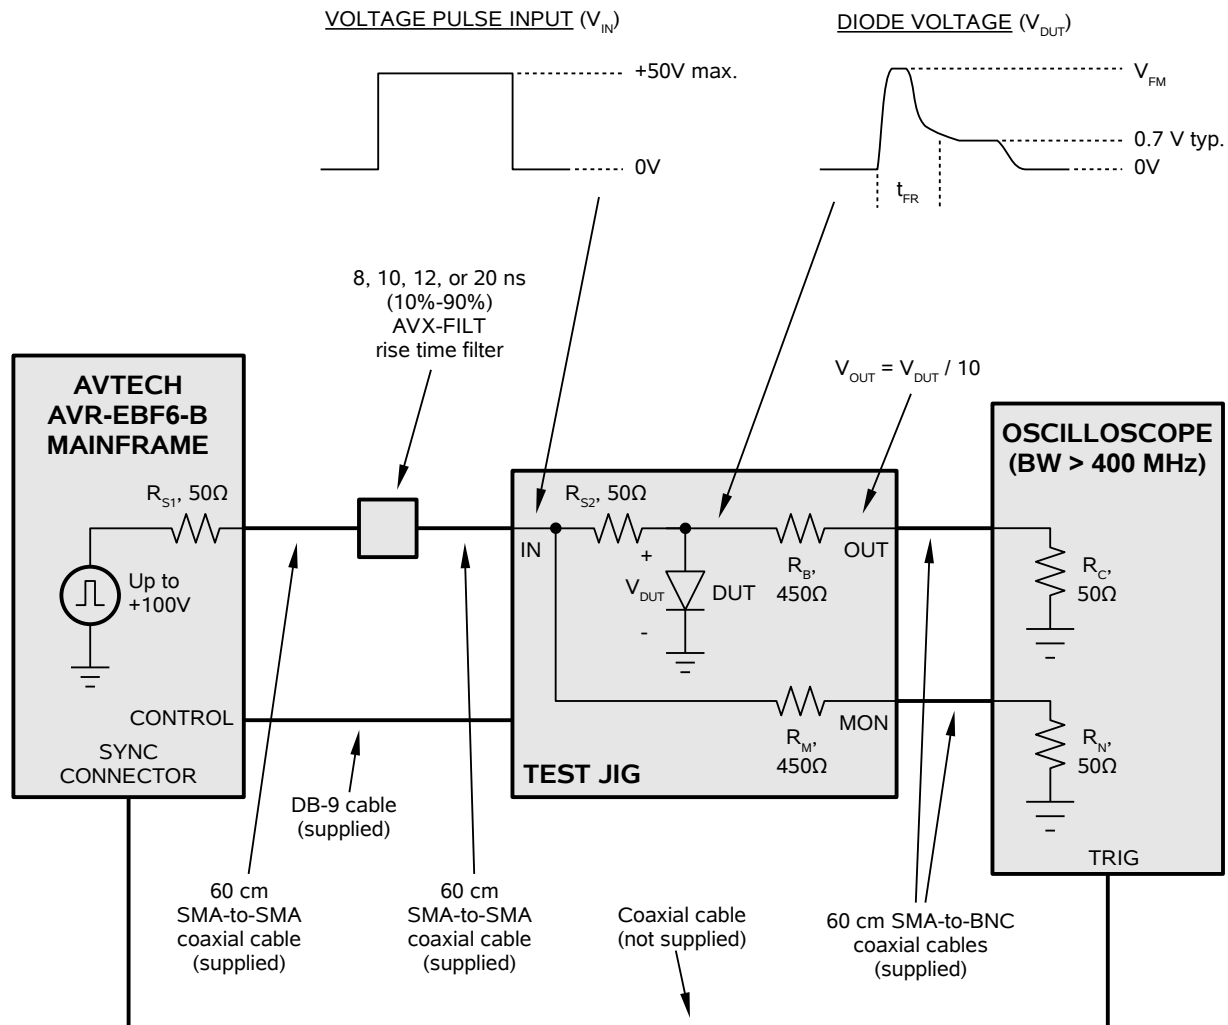 VOLTAGE PULSE INPUT (VIN)
+50V max.
0V
DIODE VOLTAGE (VDUT)
VFM
0.7 V typ.
0V
tFR
8, 10, 12, or 20 ns
(10%-90%)
AVX-FILT
rise time filter
VOUT = VDUT / 10
AVTECH
AVR-EBF6-B
MAINFRAME
RS1, 50Ω
Up to
+100V
CONTROL
SYNC
CONNECTOR
IN
RS2, 50Ω
+
VDUT
-
DUT
RB,
450Ω
OUT
RM,
450Ω
MON
TEST JIG
OSCILLOSCOPE
(BW > 400 MHz)
RC,
50Ω
RN,
50Ω
TRIG
DB-9 cable
(supplied)
60 cm
SMA-to-SMA
coaxial cable
(supplied)
60 cm
SMA-to-SMA
coaxial cable
(supplied)
Coaxial cable
(not supplied)
60 cm SMA-to-BNC
coaxial cables
(supplied)